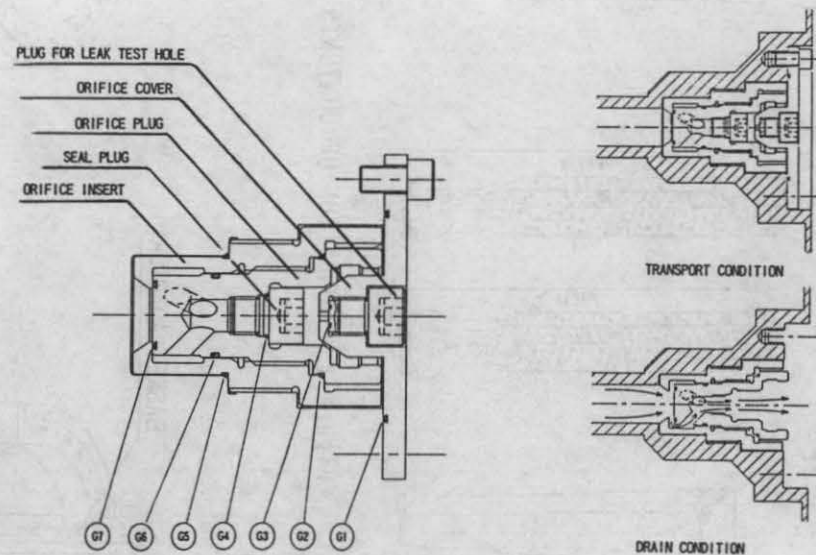 PLUG FOR LEAK TEST HOLE
ORIFICE COVER
ORIFICE PLUG
SEAL PLUG
ORIFICE INSERT
G7 G6 G5 G4 G3 G2 G1
TRANSPORT CONDITION
DRAIN CONDITION